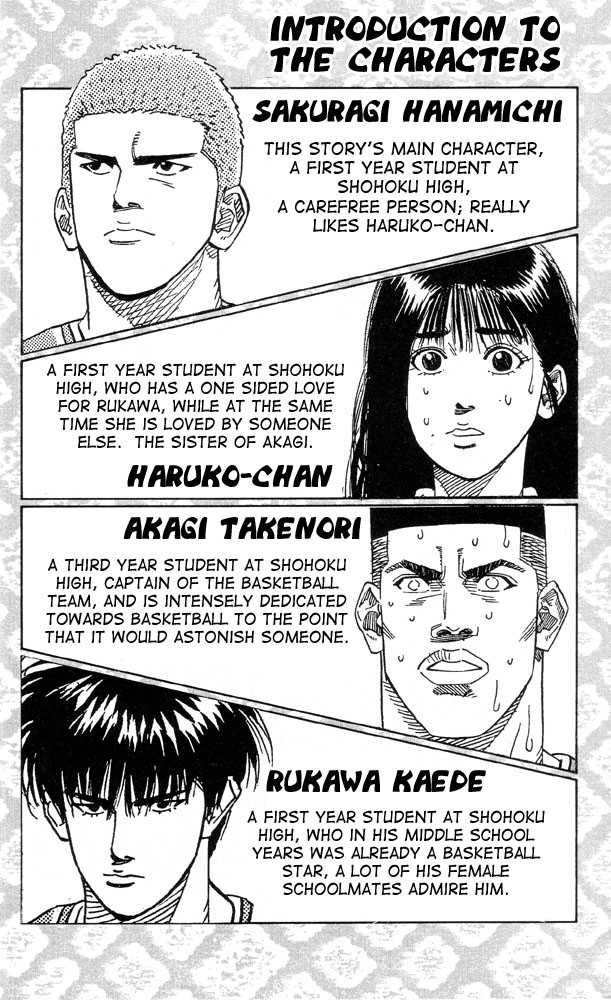 INTRODUCTION TO
THE CHARACTERS
SAKURAGI HANAMICHI
THIS STORY'S MAIN CHARACTER,
A FIRST YEAR STUDENT AT
SHOHOKU HIGH,
A CAREFREE PERSON; REALLY
LIKES HARUKO-CHAN.
A FIRST YEAR STUDENT AT SHOHOKU
HIGH, WHO HAS A ONE SIDED LOVE
FOR RUKAWA, WHILE AT THE SAME
TIME SHE IS LOVED BY SOMEONE
ELSE. THE SISTER OF AKAGI.
HARUKO-CHAN
AKAGI TAKENORI
A THIRD YEAR STUDENT AT SHOHOKU
HIGH, CAPTAIN OF THE BASKETBALL
TEAM, AND IS INTENSELY DEDICATED
TOWARDS BASKETBALL TO THE POINT
THAT IT WOULD ASTONISH SOMEONE.
RUKAWA KAEDE
A FIRST YEAR STUDENT AT SHOHOKU
HIGH, WHO IN HIS MIDDLE SCHOOL
YEARS WAS ALREADY A BASKETBALL
STAR, A LOT OF HIS FEMALE
SCHOOLMATES ADMIRE HIM.